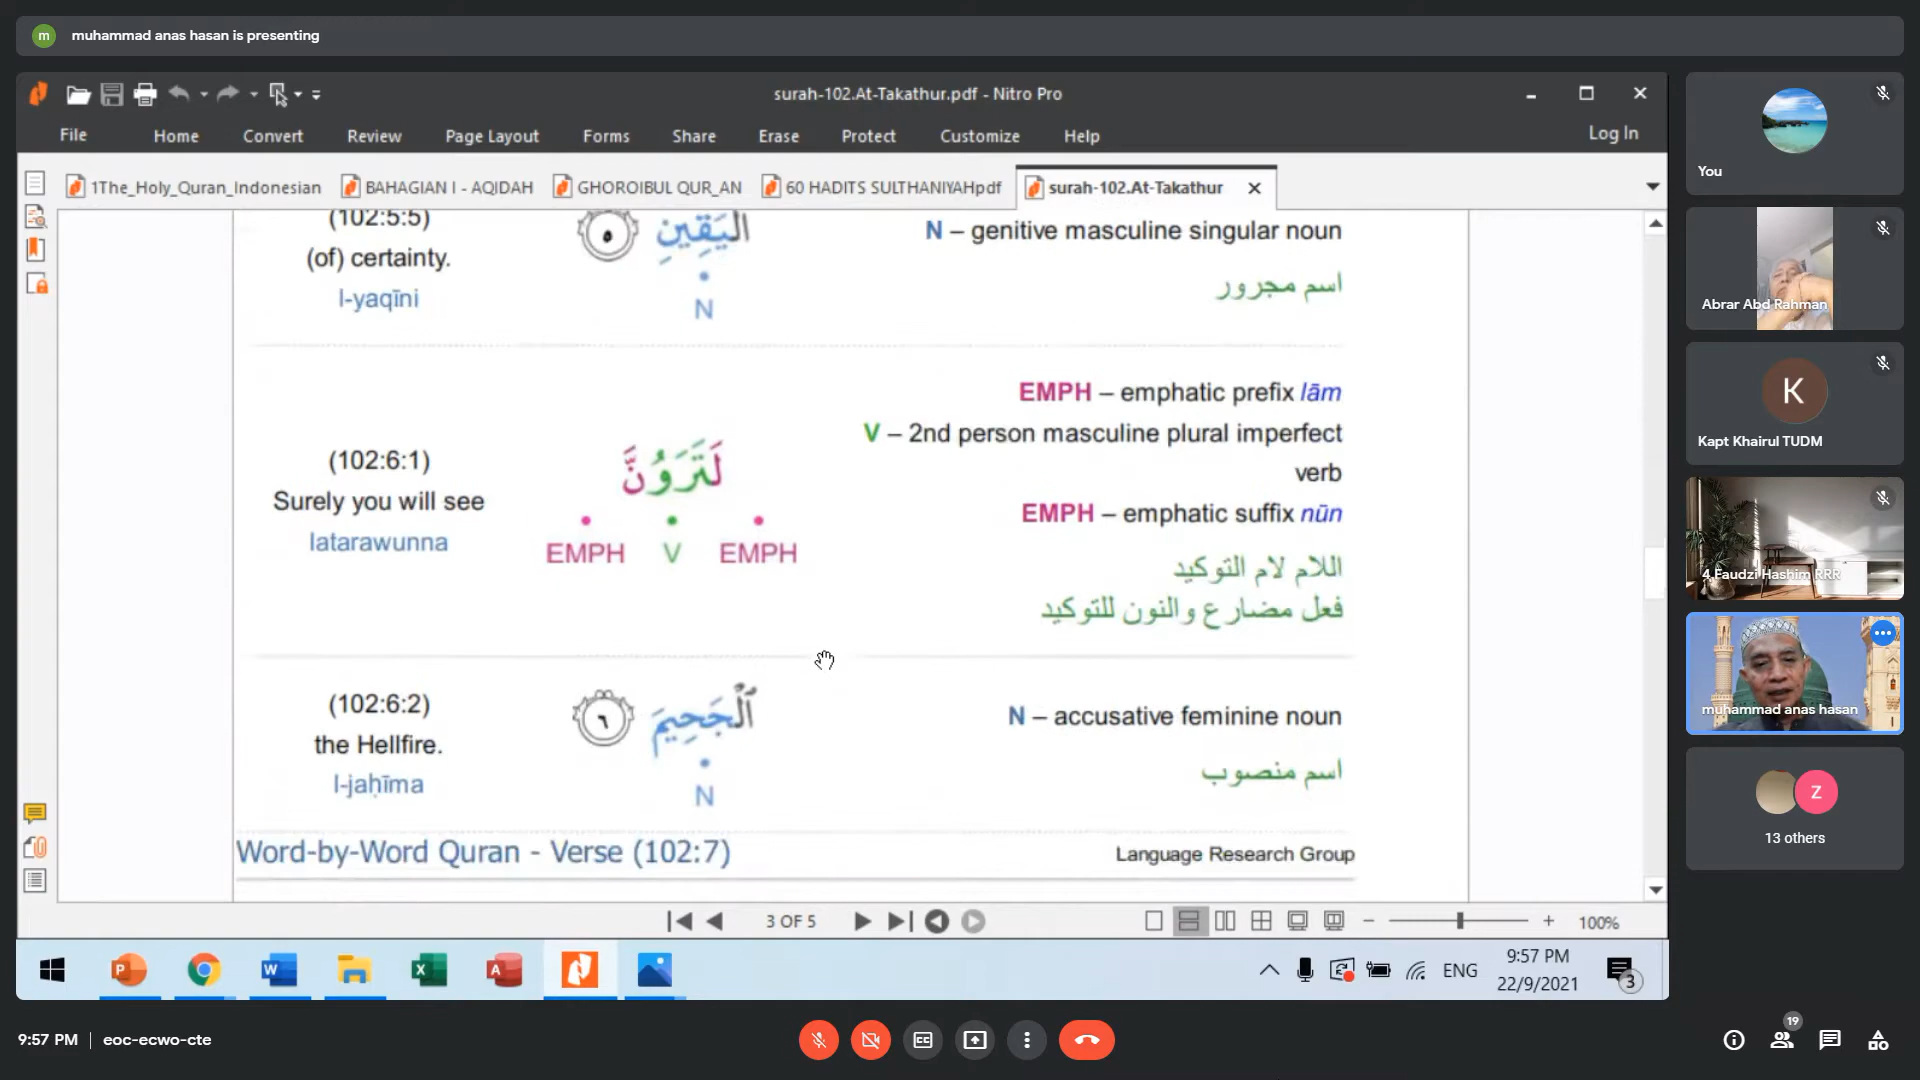 m muhammad anas hasan is presenting
surah-102.At-Takathur.pdf - Nitro Pro
File Home Convert Review Page Layout Forms Share Erase Protect Customize Help Log In
1The_Holy_Quran_Indonesian BAHAGIAN I - AQIDAH GHOROIBUL QUR_AN 60 HADITS SULTHANIYAHpdf surah-102.At-Takathur
(102:5:5)
(of) certainty.
l-yaqīni
ٱلْيَقِينِ ٥
N
N – genitive masculine singular noun
اسم مجرور
(102:6:1)
Surely you will see
latarawunna
لَتَرَوُنَّ
EMPH V EMPH
EMPH – emphatic prefix lām
V – 2nd person masculine plural imperfect
verb
EMPH – emphatic suffix nūn
اللام لام التوكيد
فعل مضارع والنون للتوكيد
(102:6:2)
the Hellfire.
l-jaḥīma
ٱلْجَحِيمَ ٦
N
N – accusative feminine noun
اسم منصوب
Word-by-Word Quran - Verse (102:7)
Language Research Group
3 OF 5
100%
ENG
9:57 PM
22/9/2021
3
You
Abrar Abd Rahman
K
Kapt Khairul TUDM
4 Faudzi Hashim RRR
muhammad anas hasan
Z
13 others
9:57 PM eoc-ecwo-cte
19